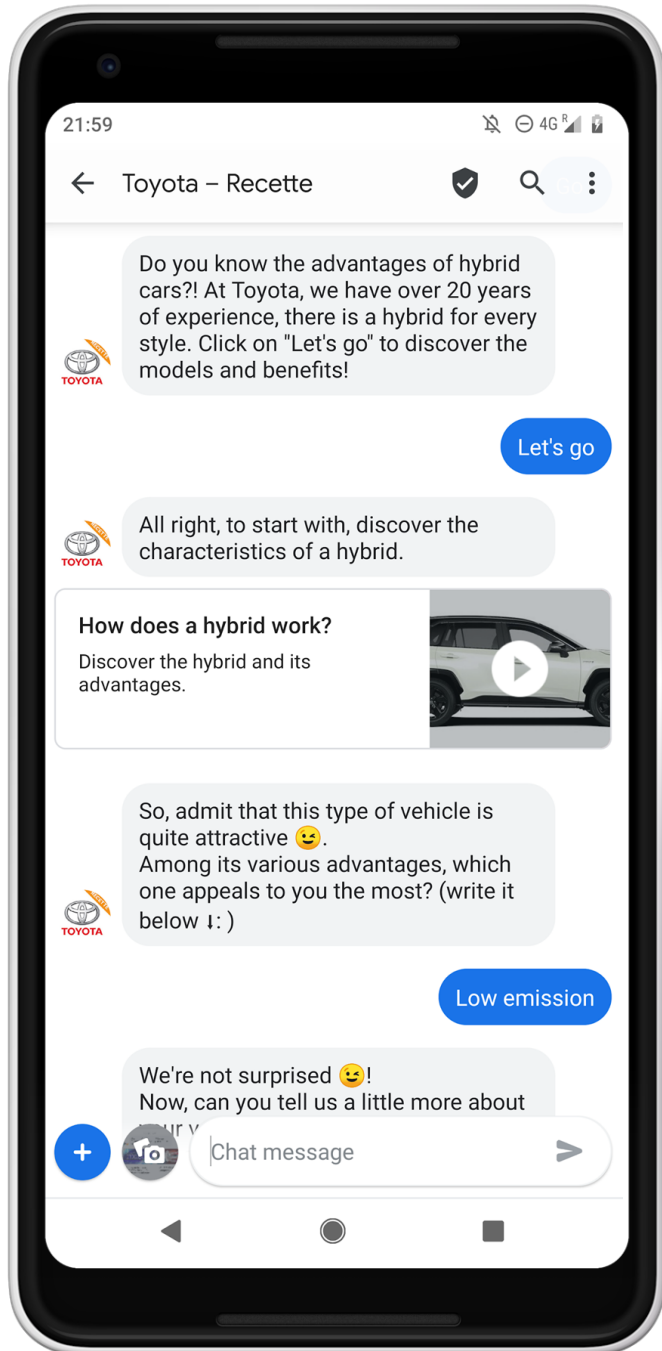 21:59
4G R
Toyota – Recette
Do you know the advantages of hybrid
cars?! At Toyota, we have over 20 years
of experience, there is a hybrid for every
style. Click on "Let's go" to discover the
models and benefits!
TOYOTA
Let's go
All right, to start with, discover the
characteristics of a hybrid.
TOYOTA
How does a hybrid work?
Discover the hybrid and its
advantages.
So, admit that this type of vehicle is
quite attractive 😉.
Among its various advantages, which
one appeals to you the most? (write it
below ⬇: )
TOYOTA
Low emission
We're not surprised 😉!
Now, can you tell us a little more about
Chat message